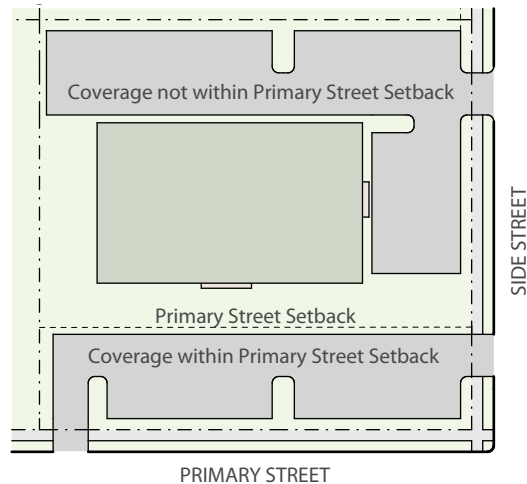 Coverage not within Primary Street Setback
SIDE STREET
Primary Street Setback
Coverage within Primary Street Setback
PRIMARY STREET